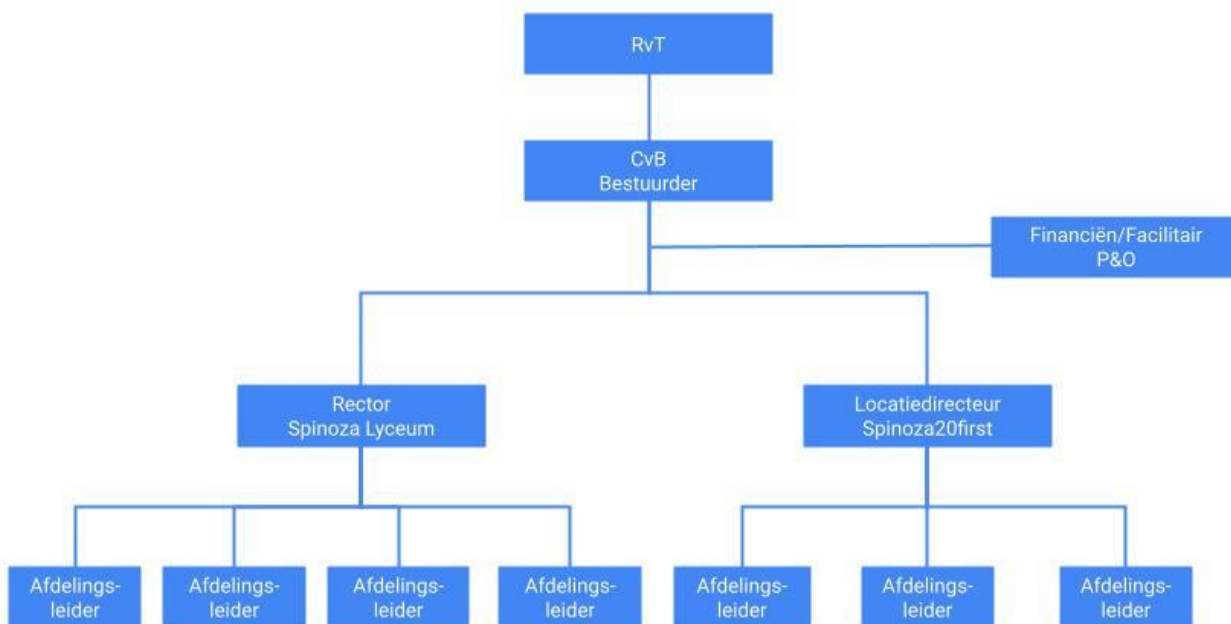 RvT
CvB
Bestuurder
Financiën/Facilitair
P&O
Rector
Spinoza Lyceum
Locatiedirecteur
Spinoza20first
Afdelings-
leider
Afdelings-
leider
Afdelings-
leider
Afdelings-
leider
Afdelings-
leider
Afdelings-
leider
Afdelings-
leider